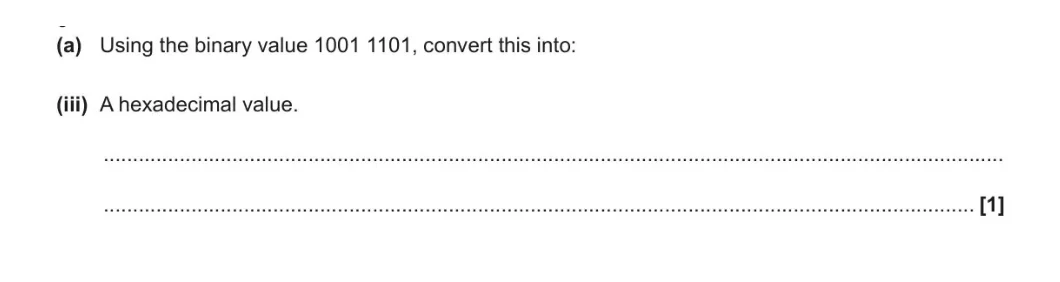 (a) Using the binary value 1001 1101, convert this into:
(iii) A hexadecimal value.
[1]